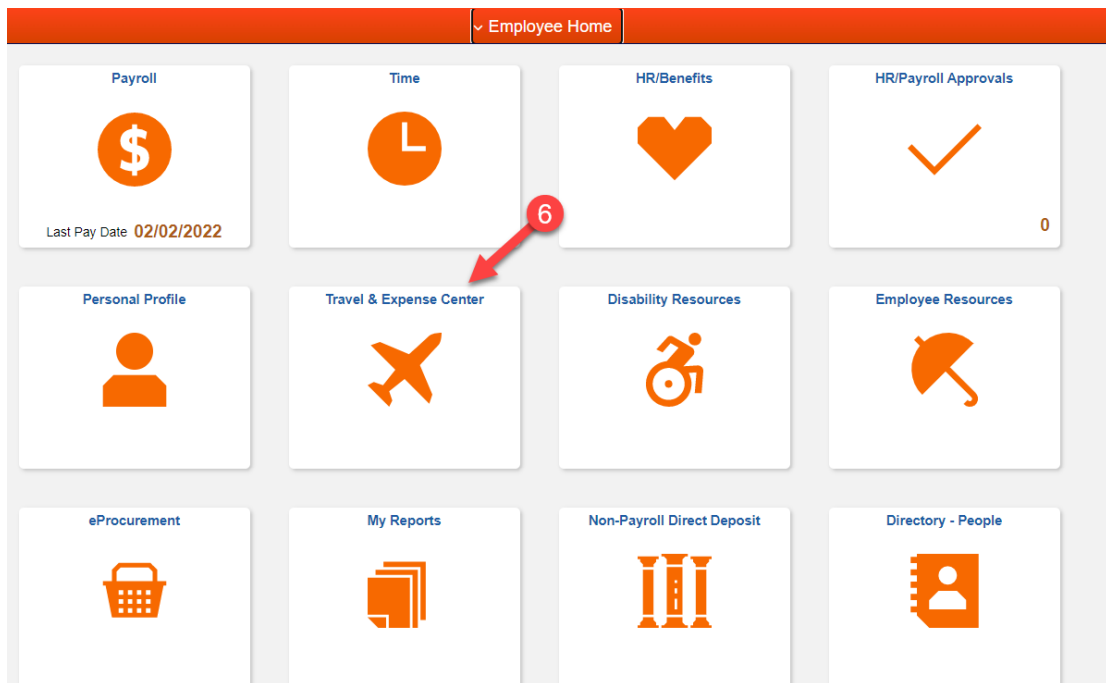 Employee Home
Payroll
Time
HR/Benefits
HR/Payroll Approvals
$
Last Pay Date 02/02/2022
6
0
Personal Profile
Travel & Expense Center
Disability Resources
Employee Resources
eProcurement
My Reports
Non-Payroll Direct Deposit
Directory - People